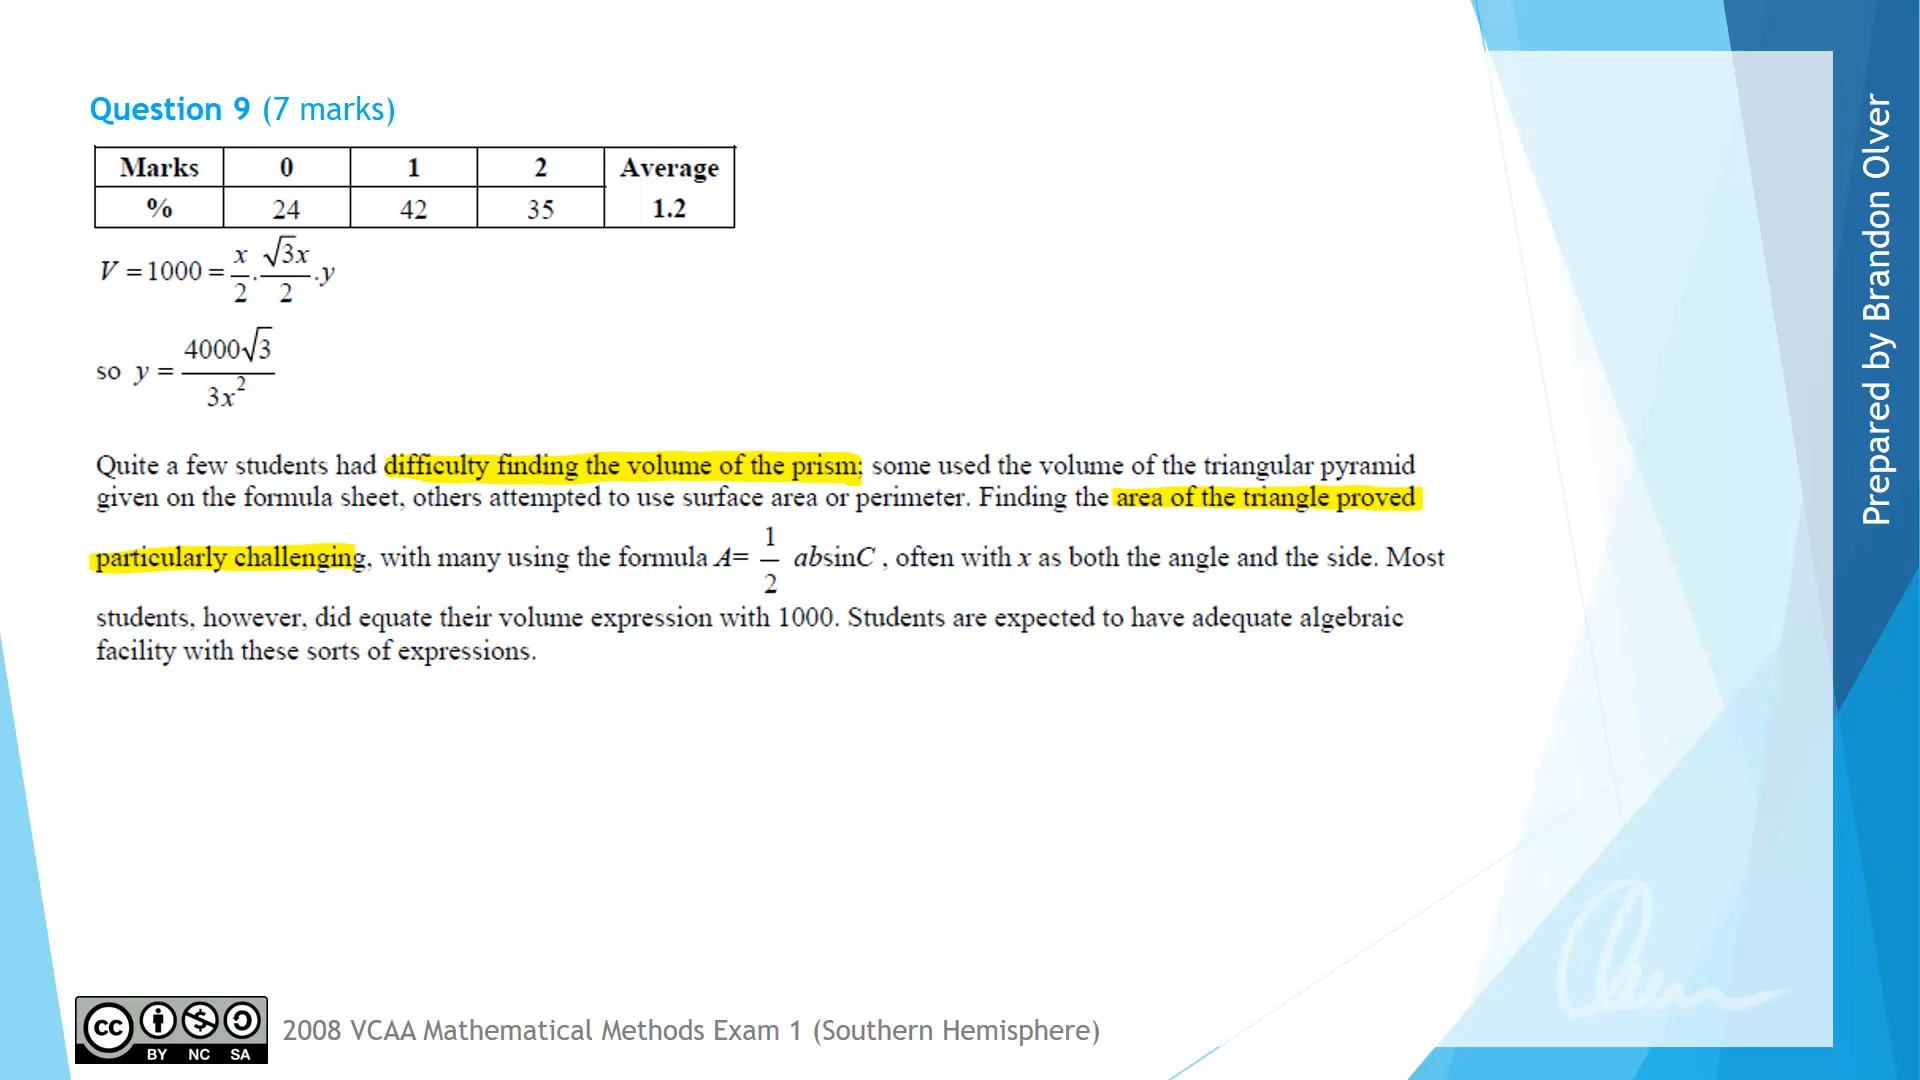 Question 9 (7 marks)
Marks 0 1 2 Average
% 24 42 35 1.2
V = 1000 = x/2 . √3x/2 . y
so y = 4000√3 / 3x²
Quite a few students had difficulty finding the volume of the prism; some used the volume of the triangular pyramid
given on the formula sheet, others attempted to use surface area or perimeter. Finding the area of the triangle proved
particularly challenging, with many using the formula A= 1/2 absinC , often with x as both the angle and the side. Most
students, however, did equate their volume expression with 1000. Students are expected to have adequate algebraic
facility with these sorts of expressions.
Prepared by Brandon Olver
cc BY NC SA
2008 VCAA Mathematical Methods Exam 1 (Southern Hemisphere)